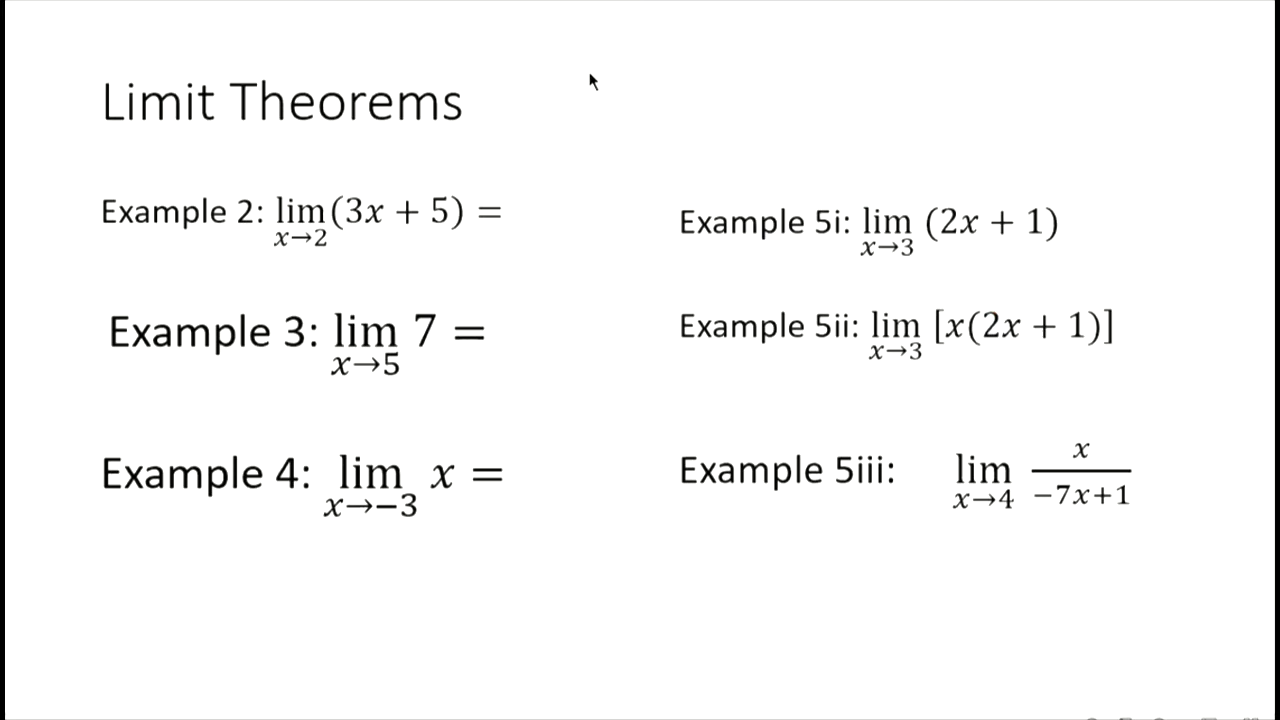 Limit Theorems
Example 2: lim (3x + 5) =
x→2
Example 3: lim 7 =
x→5
Example 4: lim x =
x→−3
Example 5i: lim (2x + 1)
x→3
Example 5ii: lim [x(2x + 1)]
x→3
Example 5iii: lim x
x→4 −7x+1